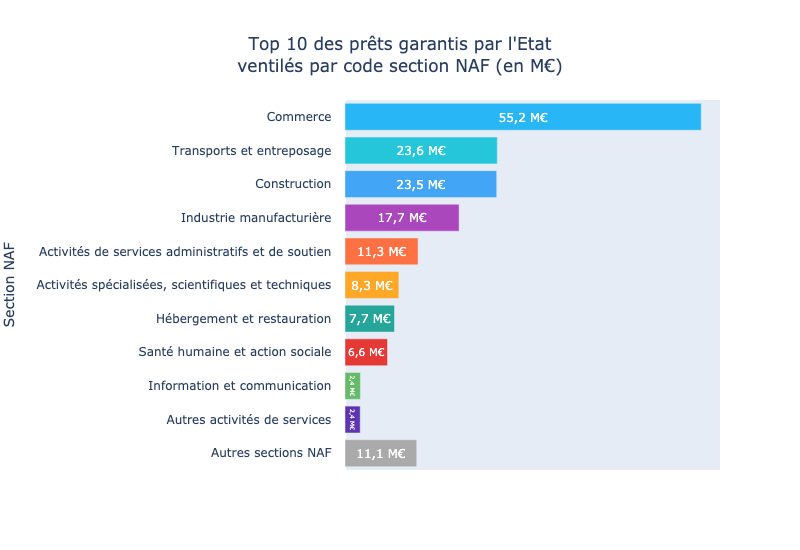 Top 10 des prêts garantis par l'Etat
ventilés par code section NAF (en M€)
Section NAF
Commerce 55,2 M€
Transports et entreposage 23,6 M€
Construction 23,5 M€
Industrie manufacturière 17,7 M€
Activités de services administratifs et de soutien 11,3 M€
Activités spécialisées, scientifiques et techniques 8,3 M€
Hébergement et restauration 7,7 M€
Santé humaine et action sociale 6,6 M€
Information et communication 2,4 M€
Autres activités de services 2,4 M€
Autres sections NAF 11,1 M€